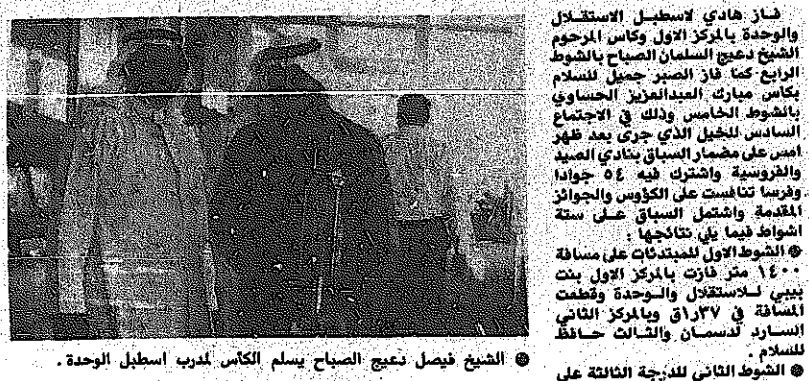 فاز هادي لاسطبل الاستقلال
والوحدة بالمركز الاول وكاس المرحوم
الشيخ دعيج السلمان الصباح بالشوط
الرابع كما فاز الصبر جميل للسلام
بكاس مبارك العبدالعزيز الحساوي
بالشوط الخامس وذلك في الاجتماع
السادس للخيل الذي جرى بعد ظهر
امس على مضمار السباق بنادي الصيد
والفروسية واشترك فيه ٥٤ جوادا
وفرسا تنافست على الكؤوس والجوائز
المقدمة واشتمل السباق على ستة
اشواط فيما يلي نتائجها .
● الشوط الاول للمبتدئات على مسافة
١٤٠٠ متر فازت بالمركز الاول بنت
بيبي للاستقلال والوحدة وقطعت
المسافة في ١٫٣٧ق وبالمركز الثاني
السارد لدسمان والثالث حافظ
للسلام .
● الشوط الثاني للدرجة الثالثة على
● الشيخ فيصل دعيج الصباح يسلم الكأس لمدرب اسطبل الوحدة .